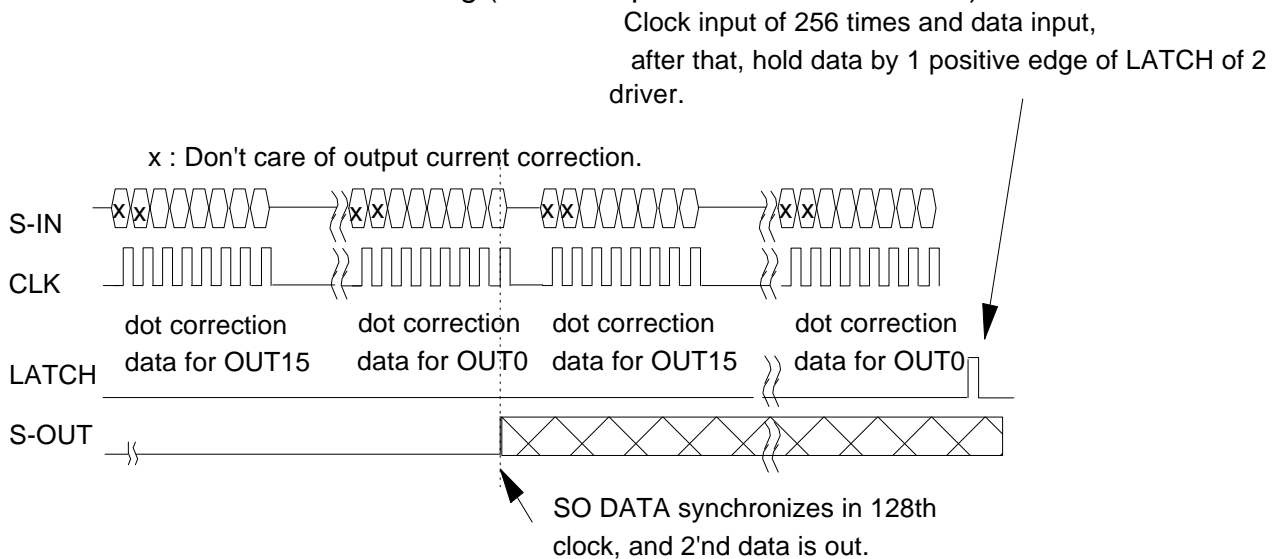 Clock input of 256 times and data input,
after that, hold data by 1 positive edge of LATCH of 2
driver.
x : Don't care of output current correction.
S-IN
x x
x x
x x
x x
CLK
dot correction
data for OUT15
dot correction
data for OUT0
dot correction
data for OUT15
dot correction
data for OUT0
LATCH
S-OUT
SO DATA synchronizes in 128th
clock, and 2'nd data is out.